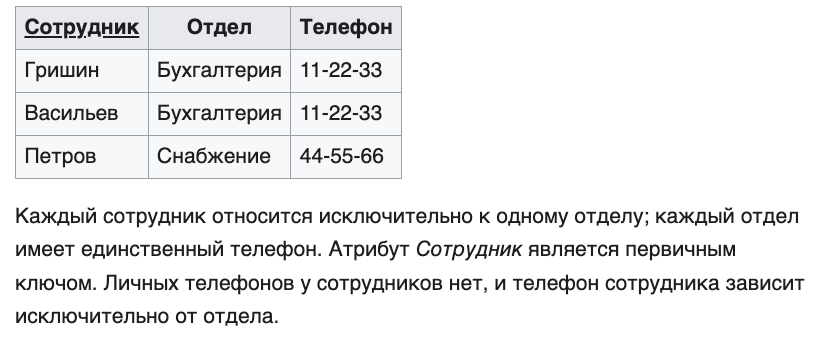 Сотрудник Отдел Телефон
Гришин Бухгалтерия 11-22-33
Васильев Бухгалтерия 11-22-33
Петров Снабжение 44-55-66
Каждый сотрудник относится исключительно к одному отделу; каждый отдел
имеет единственный телефон. Атрибут Сотрудник является первичным
ключом. Личных телефонов у сотрудников нет, и телефон сотрудника зависит
исключительно от отдела.